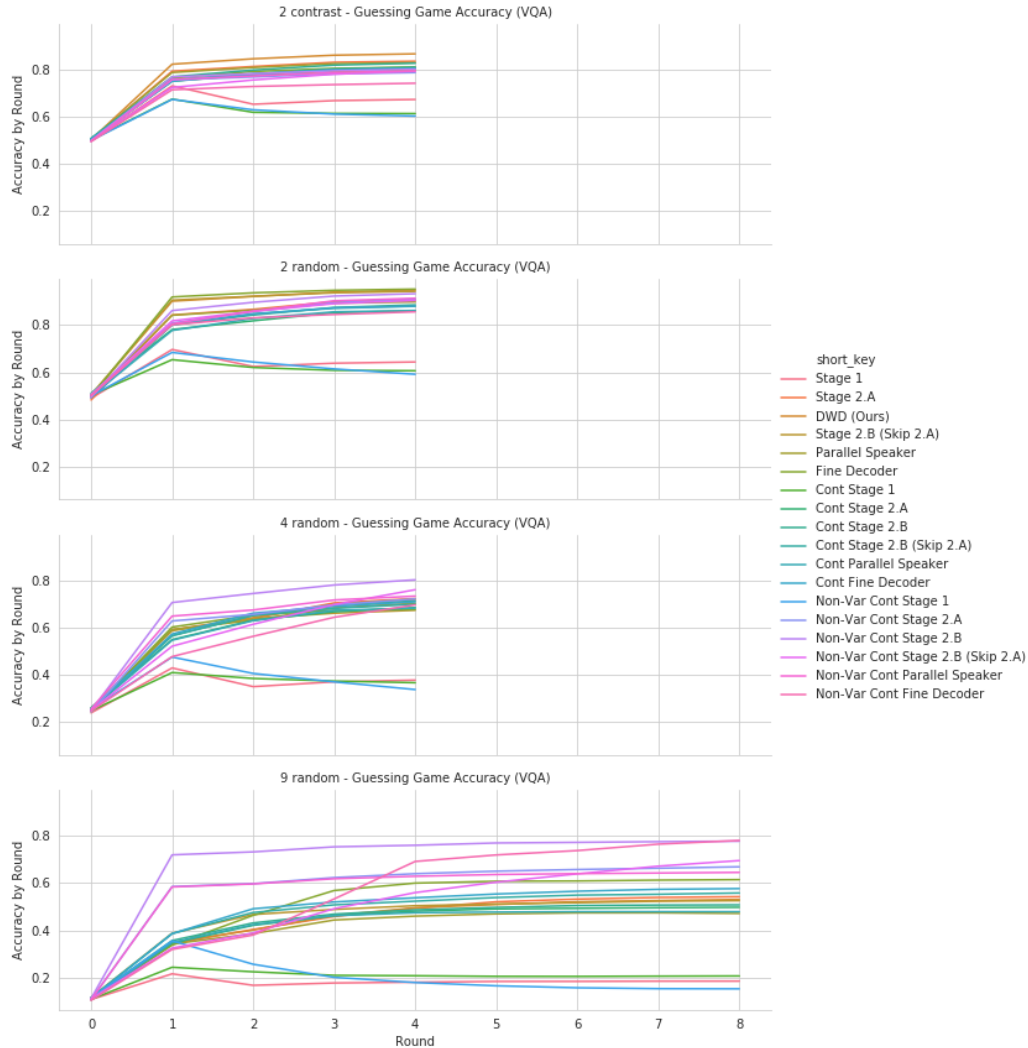 2 contrast - Guessing Game Accuracy (VQA)
Accuracy by Round
0.8
0.6
0.4
0.2
2 random - Guessing Game Accuracy (VQA)
Accuracy by Round
0.8
0.6
0.4
0.2
4 random - Guessing Game Accuracy (VQA)
Accuracy by Round
0.8
0.6
0.4
0.2
9 random - Guessing Game Accuracy (VQA)
Accuracy by Round
0.8
0.6
0.4
0.2
0 1 2 3 4 5 6 7 8
Round
short_key
Stage 1
Stage 2.A
DWD (Ours)
Stage 2.B (Skip 2.A)
Parallel Speaker
Fine Decoder
Cont Stage 1
Cont Stage 2.A
Cont Stage 2.B
Cont Stage 2.B (Skip 2.A)
Cont Parallel Speaker
Cont Fine Decoder
Non-Var Cont Stage 1
Non-Var Cont Stage 2.A
Non-Var Cont Stage 2.B
Non-Var Cont Stage 2.B (Skip 2.A)
Non-Var Cont Parallel Speaker
Non-Var Cont Fine Decoder